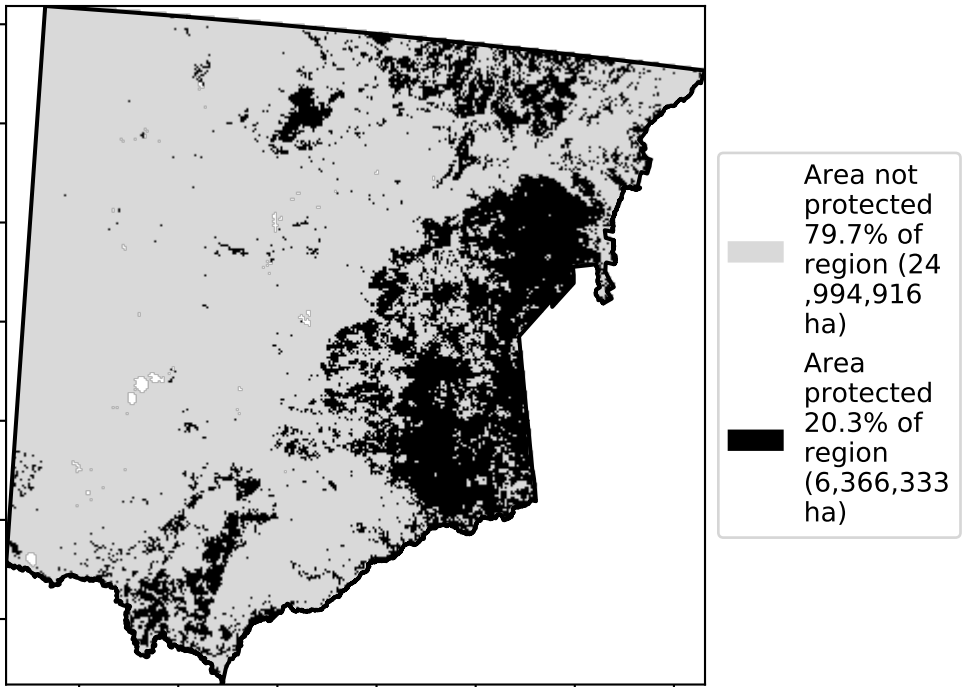 Area not
protected
79.7% of
region (24
,994,916
ha)
Area
protected
20.3% of
region
(6,366,333
ha)